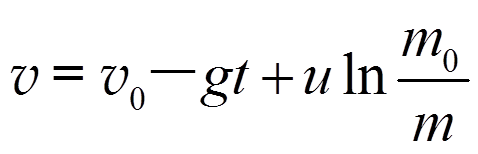 v = v₀ − gt + u ln m₀/m